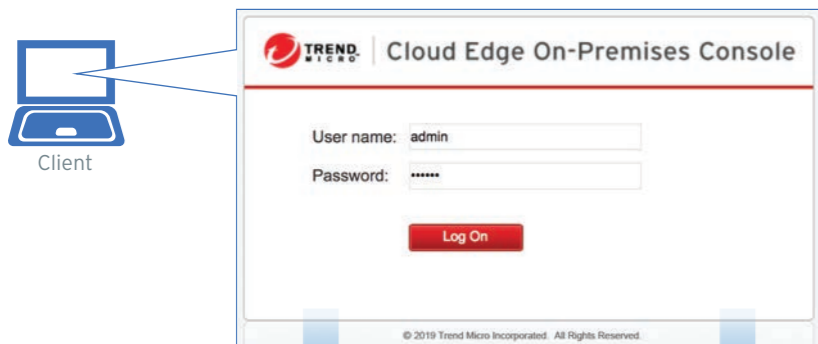 TREND MICRO
Cloud Edge On-Premises Console
User name: admin
Password: ••••••
Log On
Client
© 2019 Trend Micro Incorporated. All Rights Reserved.